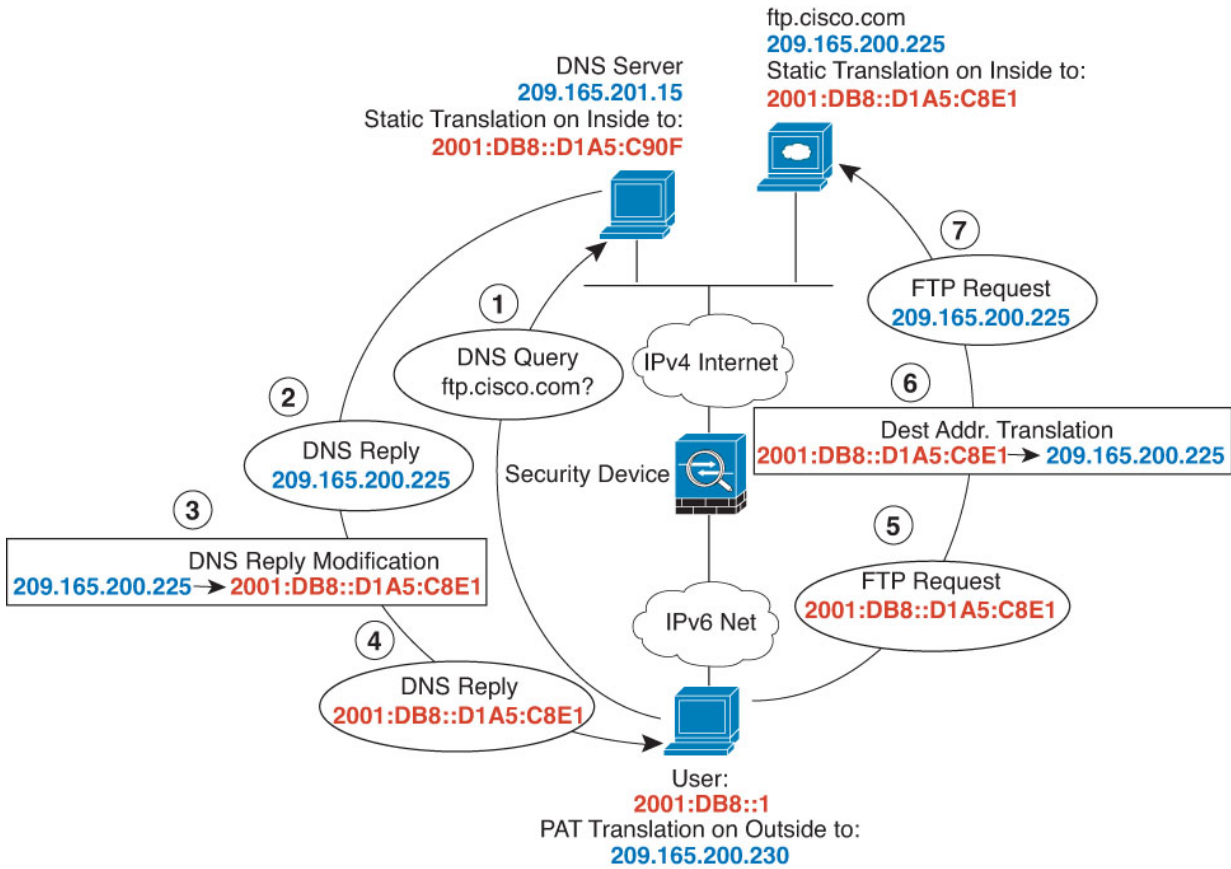 ftp.cisco.com
209.165.200.225
Static Translation on Inside to:
2001:DB8::D1A5:C8E1
DNS Server
209.165.201.15
Static Translation on Inside to:
2001:DB8::D1A5:C90F
7
FTP Request
209.165.200.225
1
DNS Query
ftp.cisco.com?
IPv4 Internet
2
DNS Reply
209.165.200.225
6
Dest Addr. Translation
2001:DB8::D1A5:C8E1 209.165.200.225
Security Device
3
DNS Reply Modification
209.165.200.225 2001:DB8::D1A5:C8E1
5
FTP Request
2001:DB8::D1A5:C8E1
IPv6 Net
4
DNS Reply
2001:DB8::D1A5:C8E1
User:
2001:DB8::1
PAT Translation on Outside to:
209.165.200.230